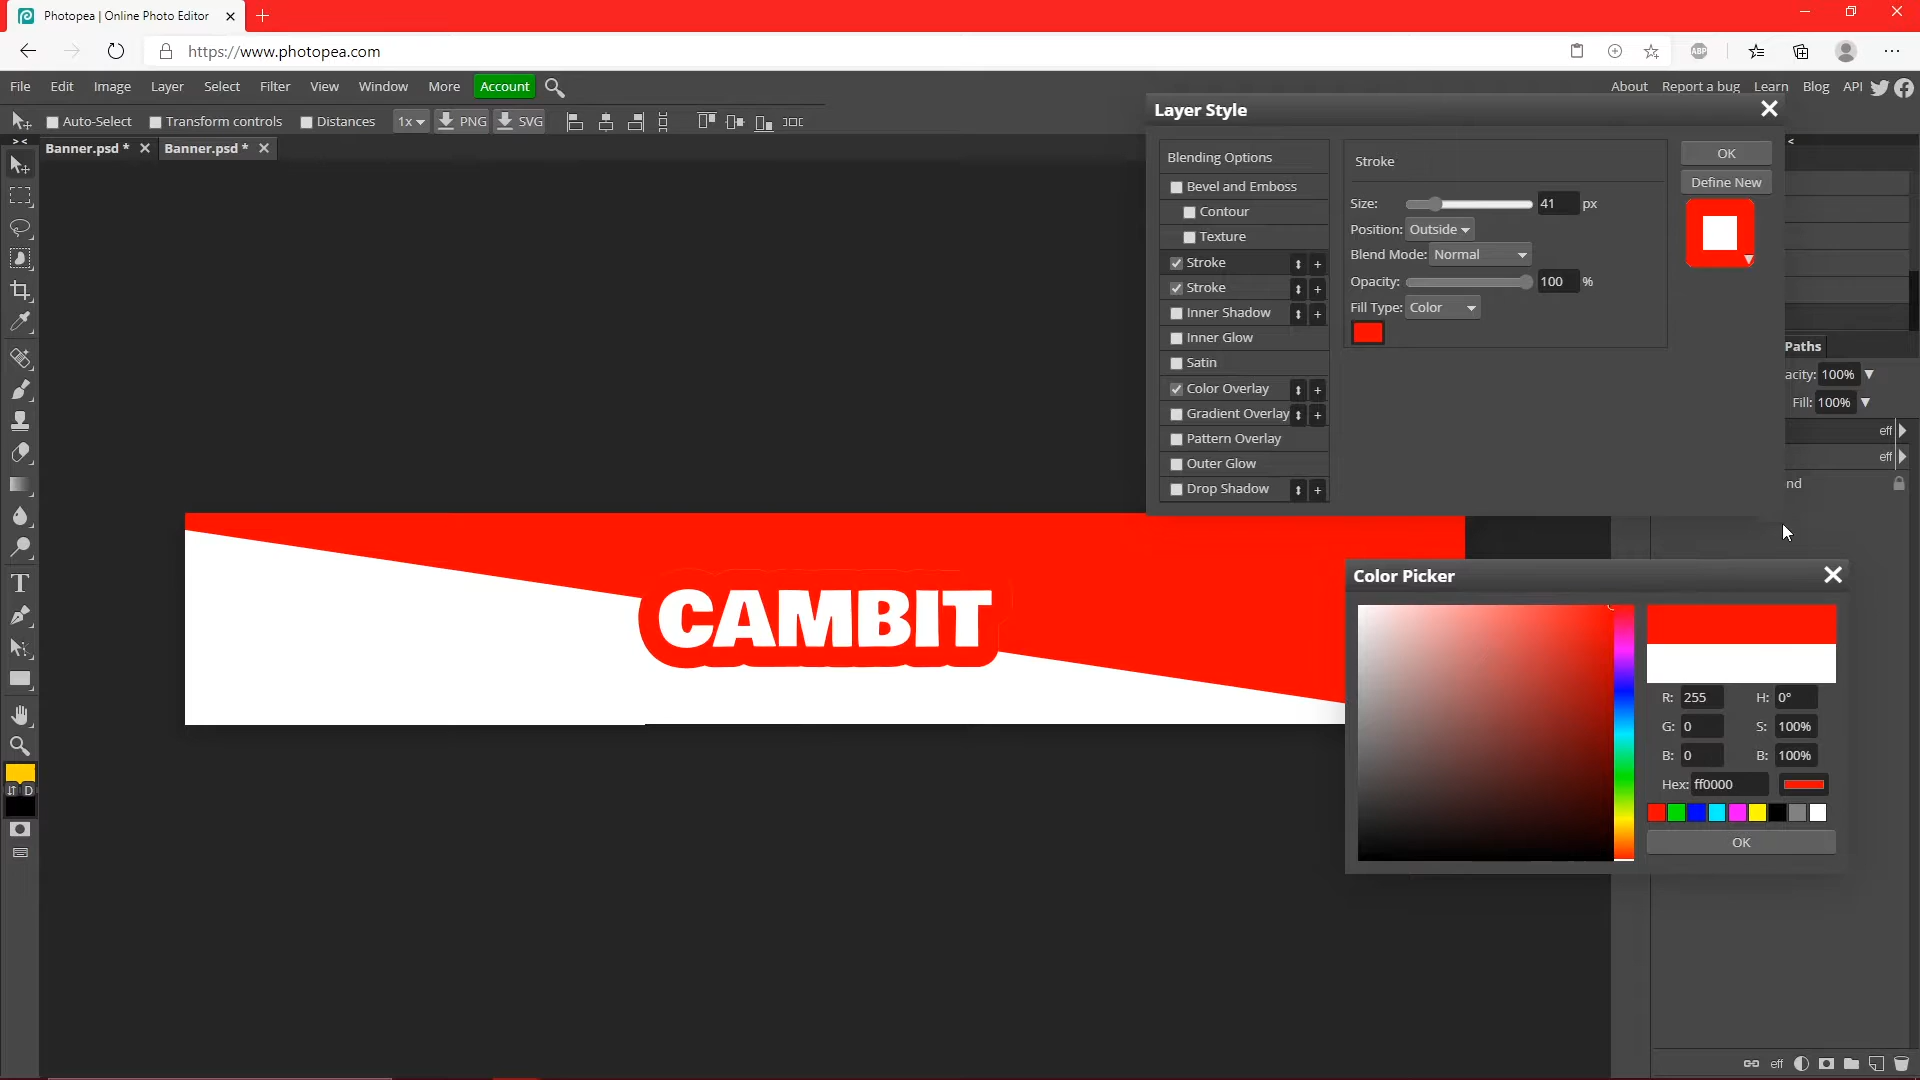 Photopea | Online Photo Editor
https://www.photopea.com
ABP
File Edit Image Layer Select Filter View Window More Account
About Report a bug Learn Blog API
Auto-Select Transform controls Distances 1x PNG SVG
Banner.psd * Banner.psd *
Layer Style
Blending Options
Bevel and Emboss
Contour
Texture
Stroke
Stroke
Inner Shadow
Inner Glow
Satin
Color Overlay
Gradient Overlay
Pattern Overlay
Outer Glow
Drop Shadow
Stroke
Size: 41 px
Position: Outside
Blend Mode: Normal
Opacity: 100 %
Fill Type: Color
OK
Define New
Paths
acity: 100%
Fill: 100%
eff
eff
nd
CAMBIT
T
D
Color Picker
R: 255 H: 0°
G: 0 S: 100%
B: 0 B: 100%
Hex: ff0000
OK
eff